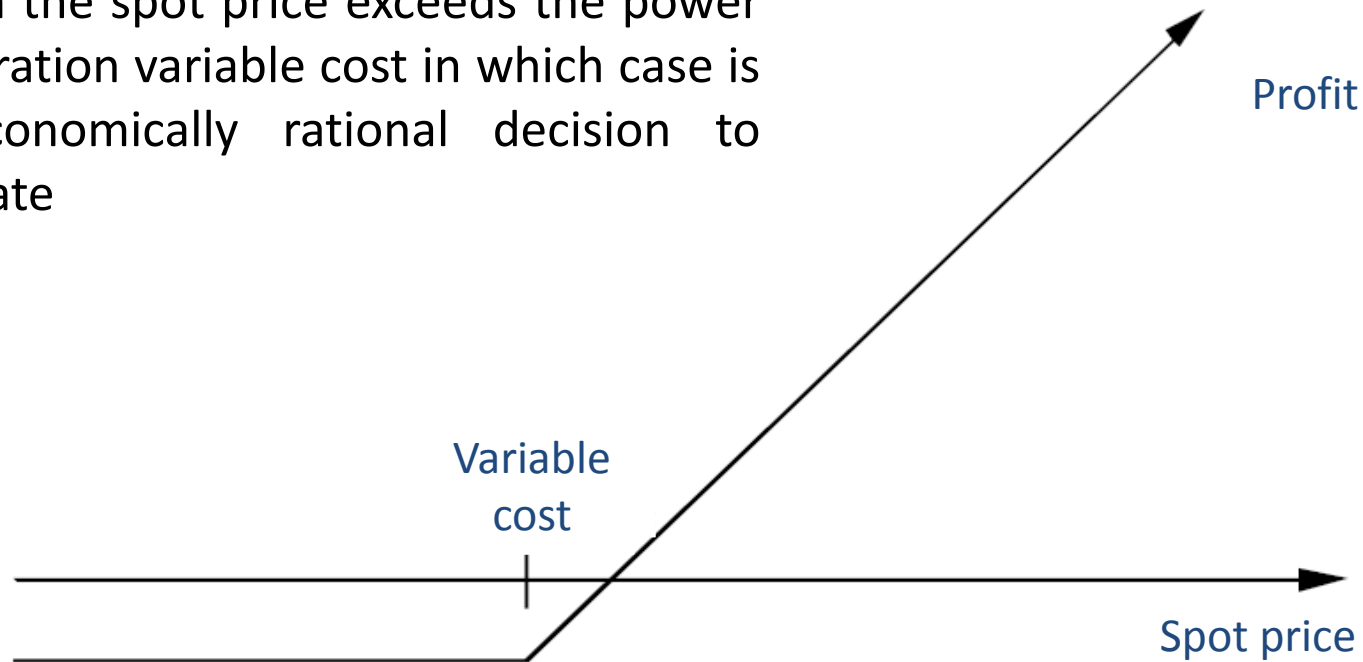 the spot price exceeds the power
ration variable cost in which case is
conomically rational decision to
ate
Profit
Variable
cost
Spot price